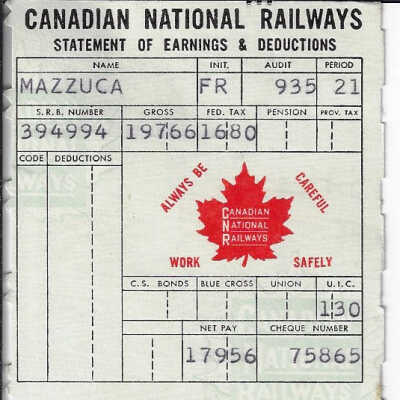 CANADIAN NATIONAL RAILWAYS
STATEMENT OF EARNINGS & DEDUCTIONS
NAME INIT. AUDIT PERIOD
MAZZUCA FR 935 21
S.R.B. NUMBER GROSS FED. TAX PENSION PROV. TAX
394994 19766 1680
CODE DEDUCTIONS
ALWAYS BE CAREFUL
CANADIAN
NATIONAL
RAILWAYS
WORK SAFELY
C.S. BONDS BLUE CROSS UNION U.I.C.
130
NET PAY CHEQUE NUMBER
17956 75865